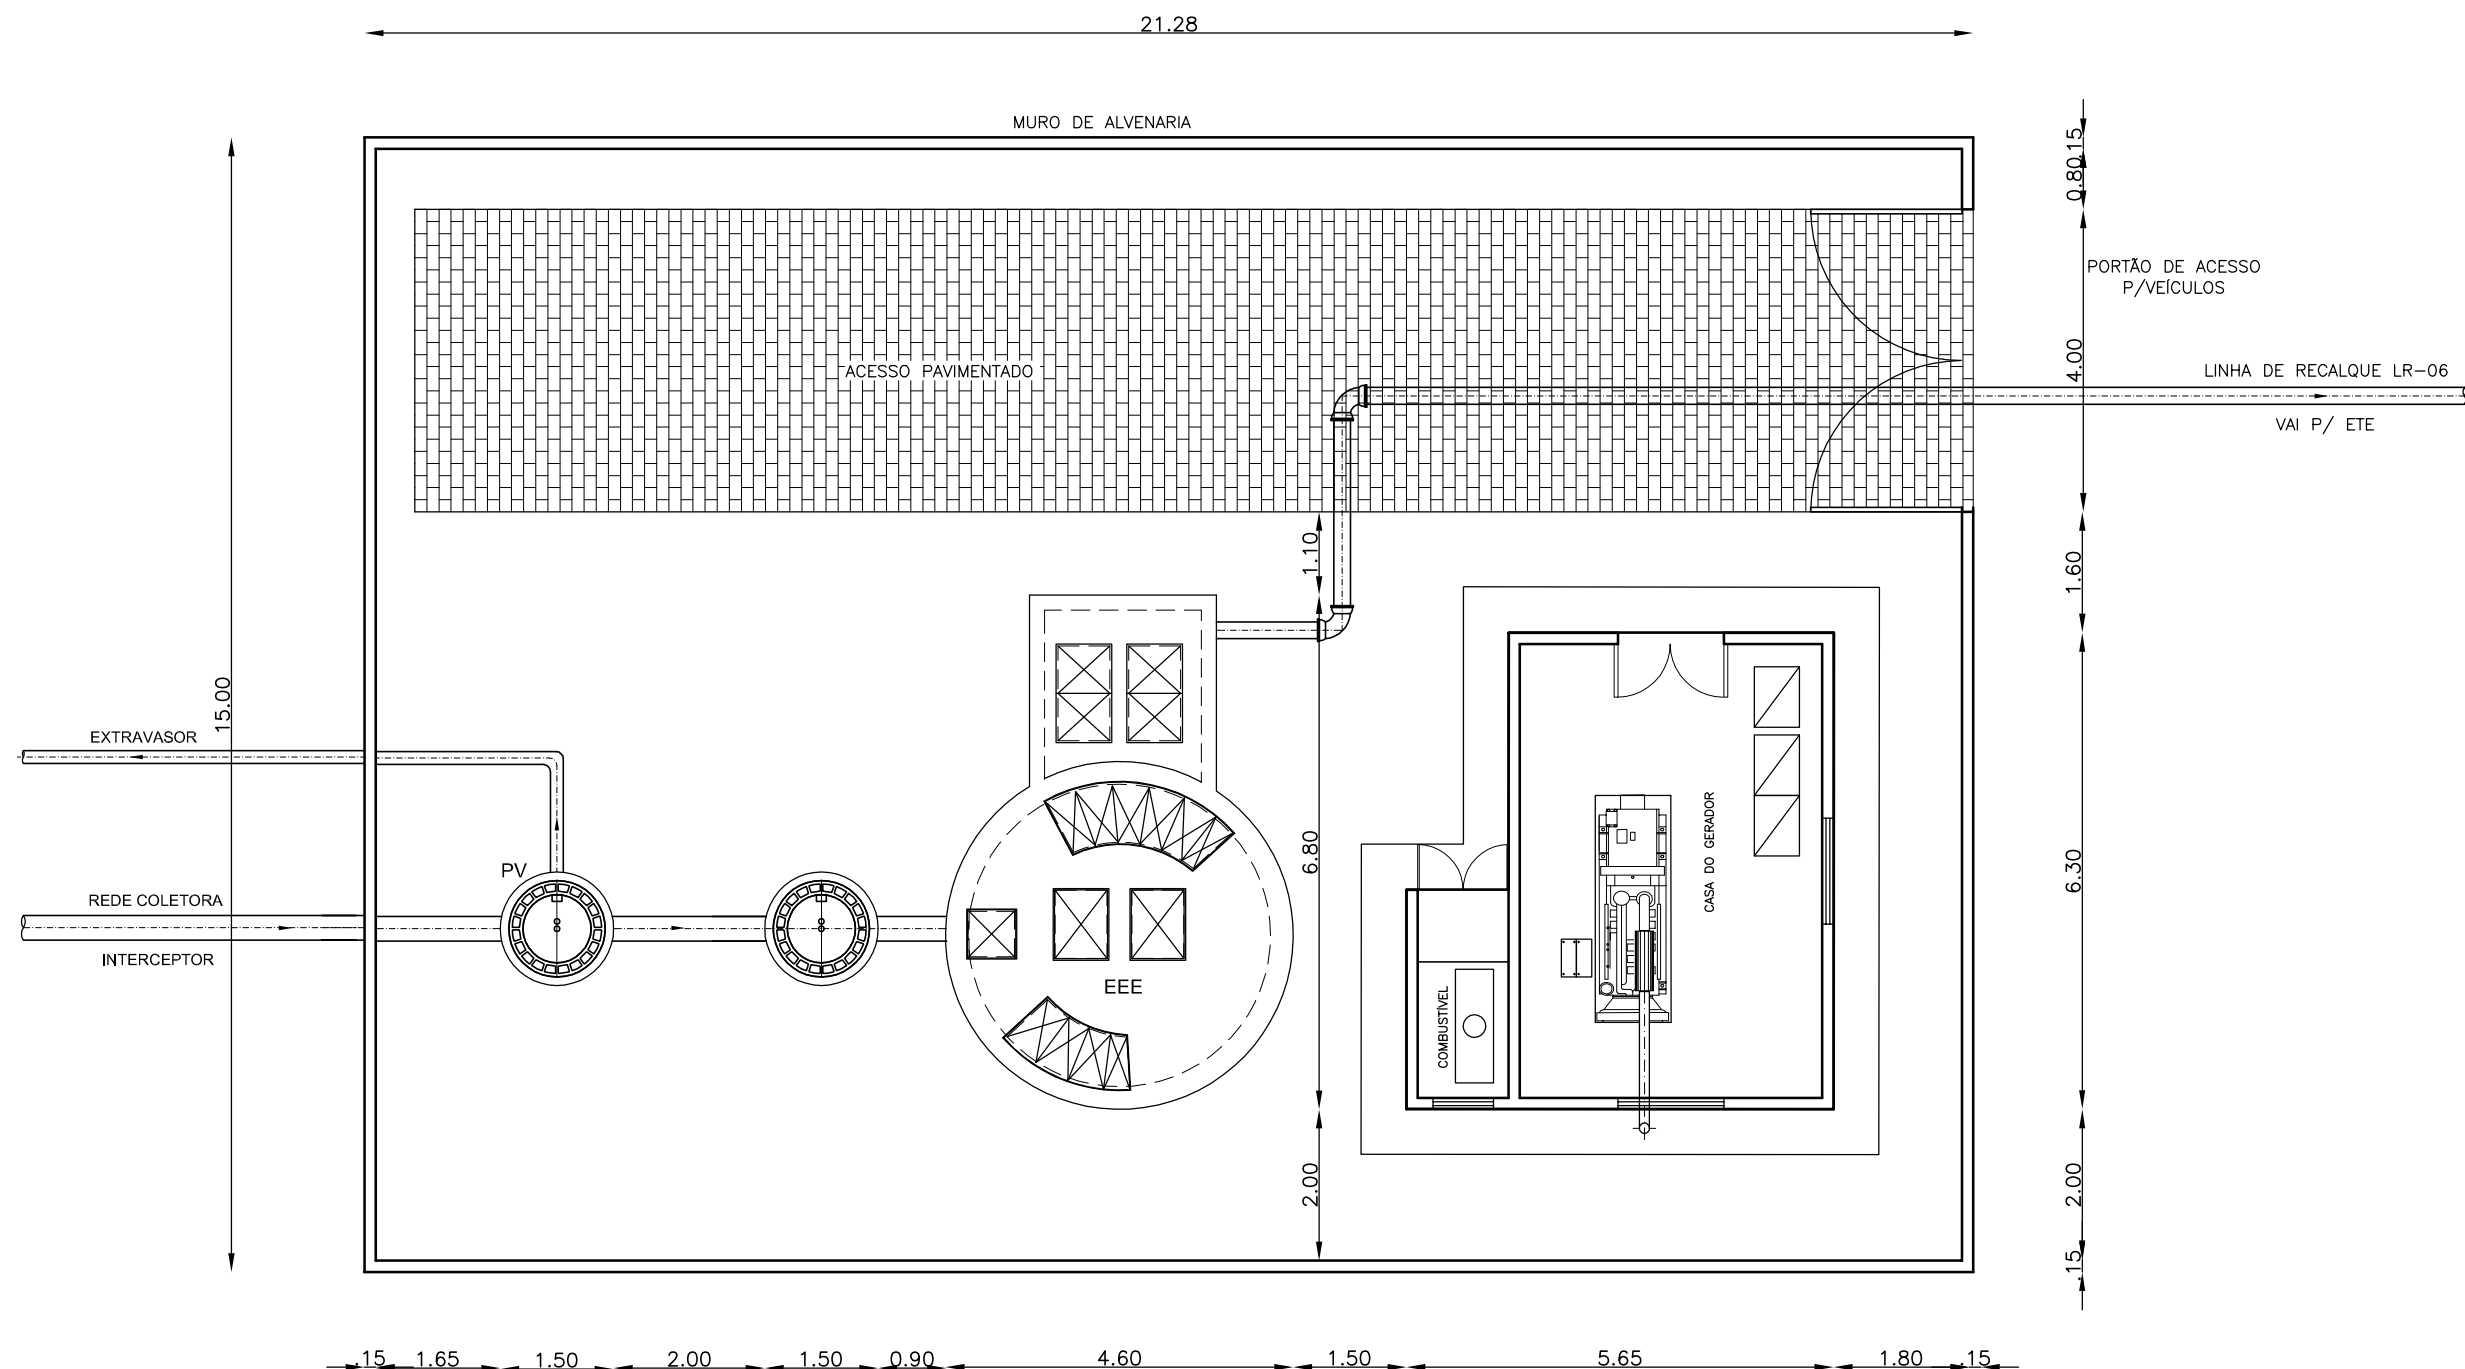 21.28
MURO DE ALVENARIA
.15
0.80
PORTÃO DE ACESSO
P/VEÍCULOS
4.00
ACESSO PAVIMENTADO
LINHA DE RECALQUE LR-06
VAI P/ ETE
1.10
1.60
15.00
EXTRAVASOR
PV
REDE COLETORA
INTERCEPTOR
EEE
6.80
CASA DO GERADOR
COMBUSTÍVEL
6.30
2.00
2.00
.15
.15 1.65 1.50 2.00 1.50 0.90 4.60 1.50 5.65 1.80 .15